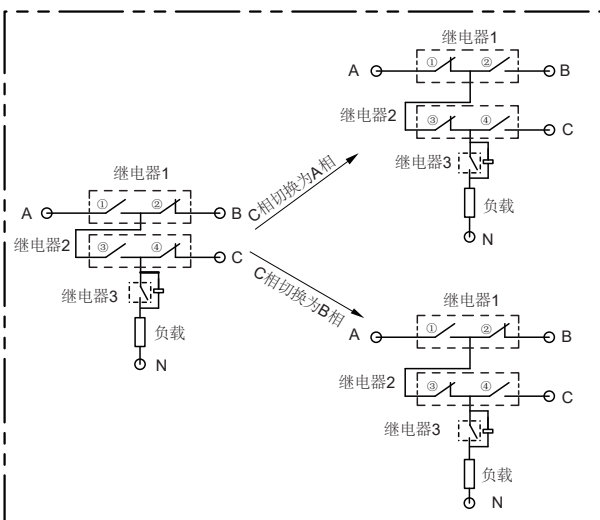 继电器1
A ① ② B
继电器2 ③ ④ C
继电器3
负载
N
C相切换为A相
继电器1
A ① ② B
继电器2 ③ ④ C
继电器3
负载
N
C相切换为B相
继电器1
A ① ② B
继电器2 ③ ④ C
继电器3
负载
N